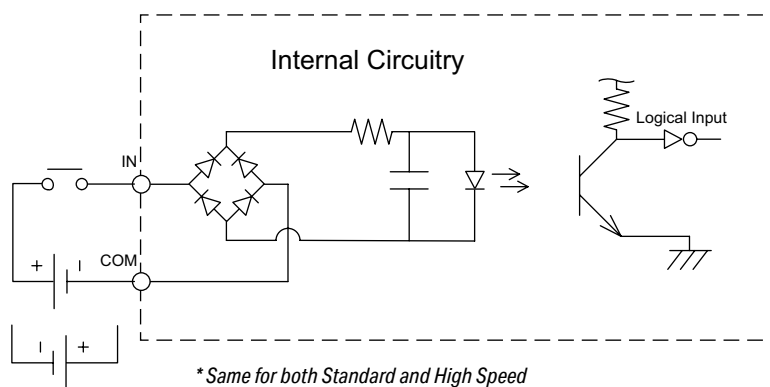 Internal Circuitry
Logical Input
IN
COM
+ –
– +
* Same for both Standard and High Speed